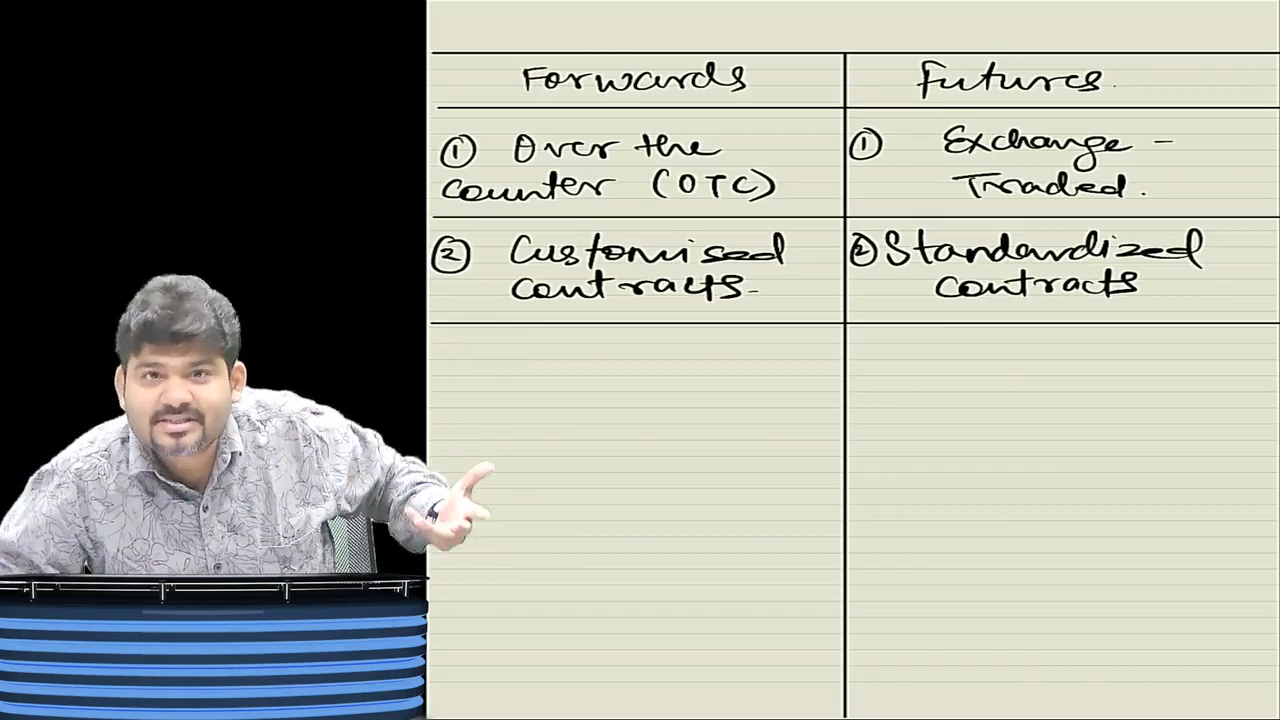 Forwards
Futures.
① Over the
counter (OTC)
① Exchange -
Traded.
② Customised
contracts.
② Standardized
contracts